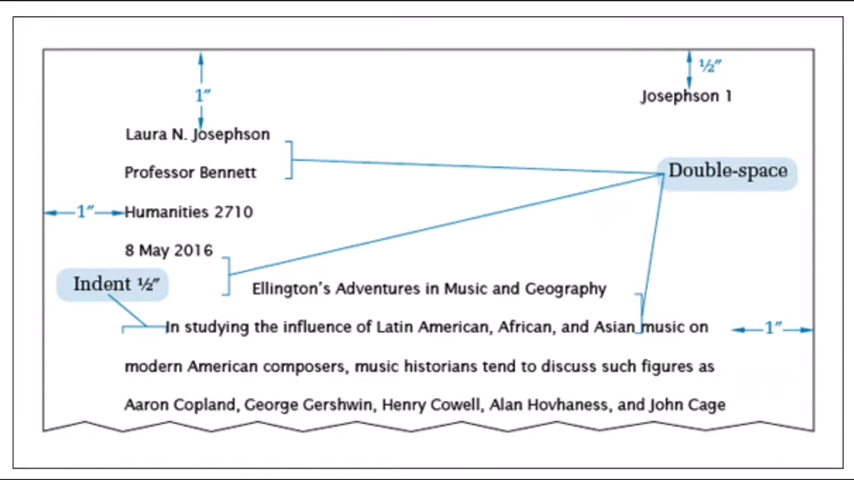 ½″
1″
Josephson 1
Laura N. Josephson
Professor Bennett
Double-space
1″
Humanities 2710
8 May 2016
Indent ½″
Ellington’s Adventures in Music and Geography
In studying the influence of Latin American, African, and Asian music on
1″
modern American composers, music historians tend to discuss such figures as
Aaron Copland, George Gershwin, Henry Cowell, Alan Hovhaness, and John Cage